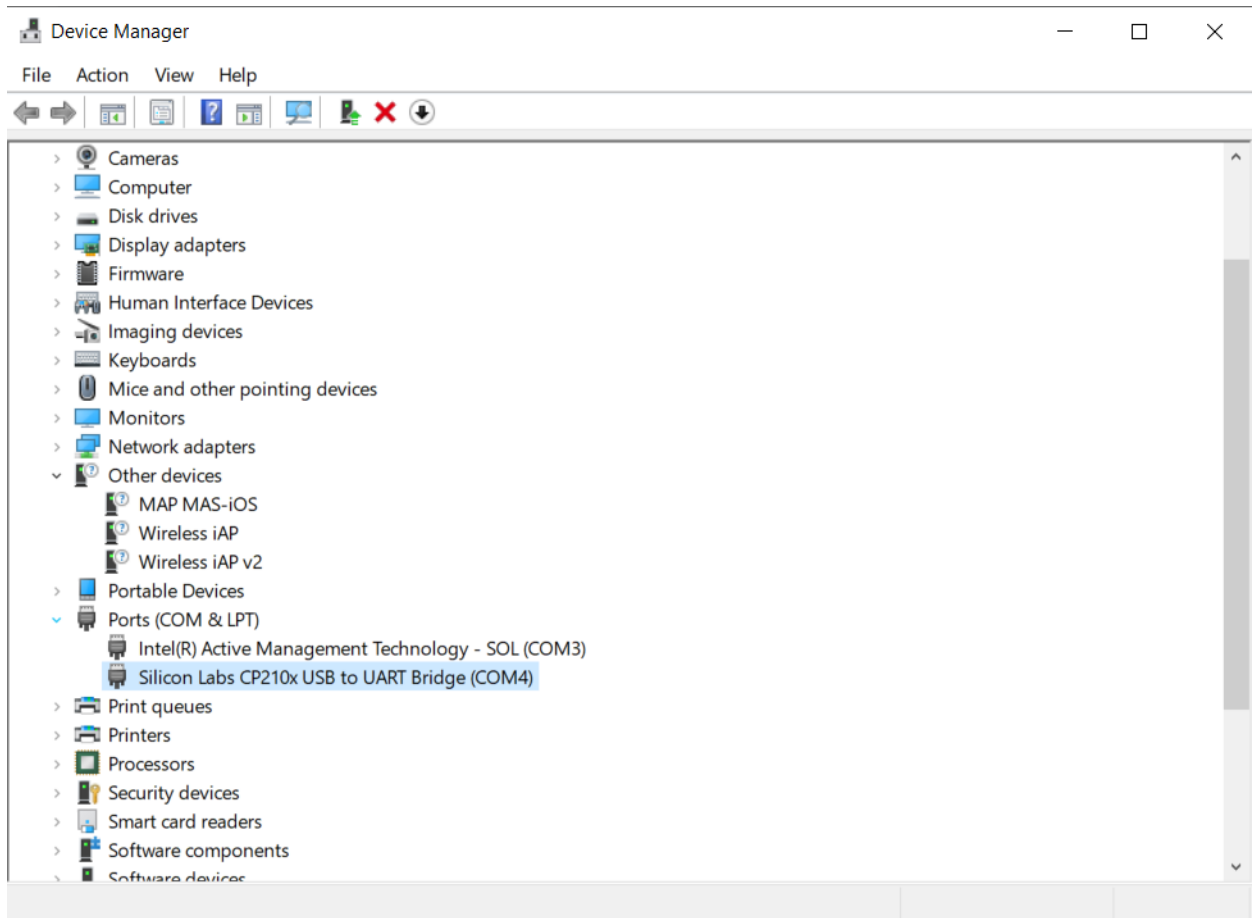 Device Manager
File Action View Help
Cameras
Computer
Disk drives
Display adapters
Firmware
Human Interface Devices
Imaging devices
Keyboards
Mice and other pointing devices
Monitors
Network adapters
Other devices
MAP MAS-iOS
Wireless iAP
Wireless iAP v2
Portable Devices
Ports (COM & LPT)
Intel(R) Active Management Technology - SOL (COM3)
Silicon Labs CP210x USB to UART Bridge (COM4)
Print queues
Printers
Processors
Security devices
Smart card readers
Software components
Software devices